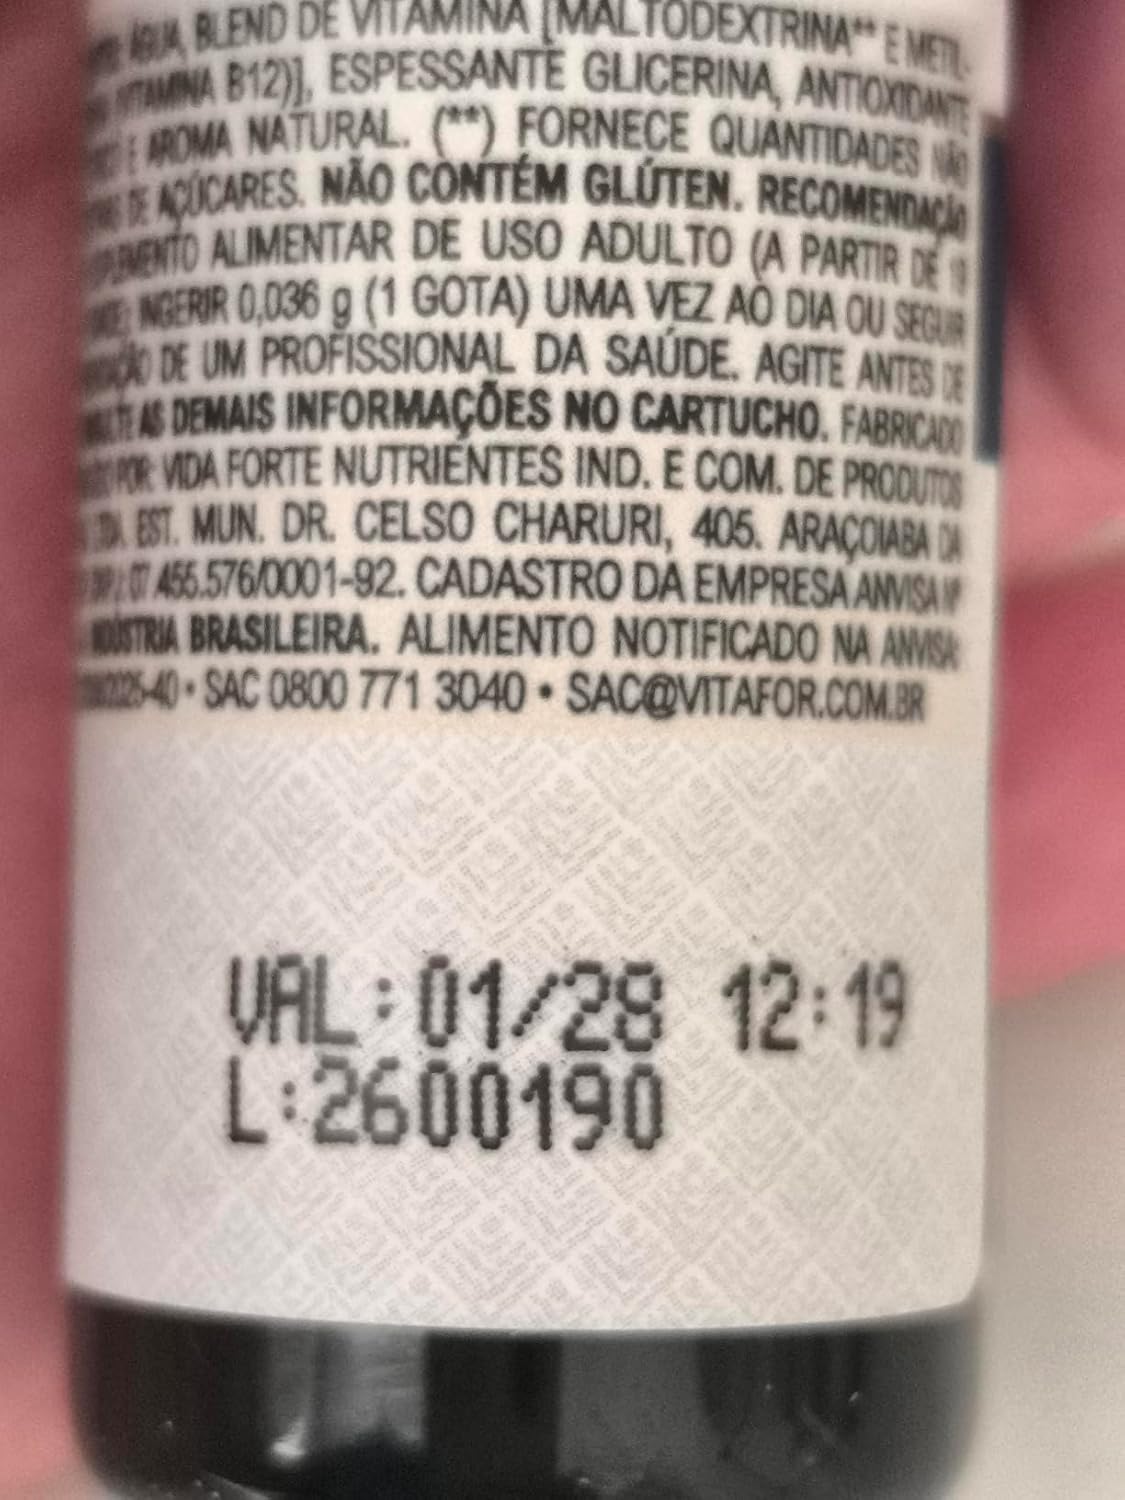 ÁGUA, BLEND DE VITAMINA [MALTODEXTRINA** E METIL-
VITAMINA B12)], ESPESSANTE GLICERINA, ANTIOXIDANTE
E AROMA NATURAL. (**) FORNECE QUANTIDADES NÃO
DE AÇÚCARES. NÃO CONTÉM GLÚTEN. RECOMENDAÇÃO
SUPLEMENTO ALIMENTAR DE USO ADULTO (A PARTIR DE 19
INGERIR 0,036 g (1 GOTA) UMA VEZ AO DIA OU SEGUIR
DE UM PROFISSIONAL DA SAÚDE. AGITE ANTES DE
AS DEMAIS INFORMAÇÕES NO CARTUCHO. FABRICADO
POR: VIDA FORTE NUTRIENTES IND. E COM. DE PRODUTOS
LTDA. EST. MUN. DR. CELSO CHARURI, 405. ARAÇOIABA DA
07.455.576/0001-92. CADASTRO DA EMPRESA ANVISA Nº
INDÚSTRIA BRASILEIRA. ALIMENTO NOTIFICADO NA ANVISA:
• SAC 0800 771 3040 • SAC@VITAFOR.COM.BR
VAL:01/28 12:19
L:2600190